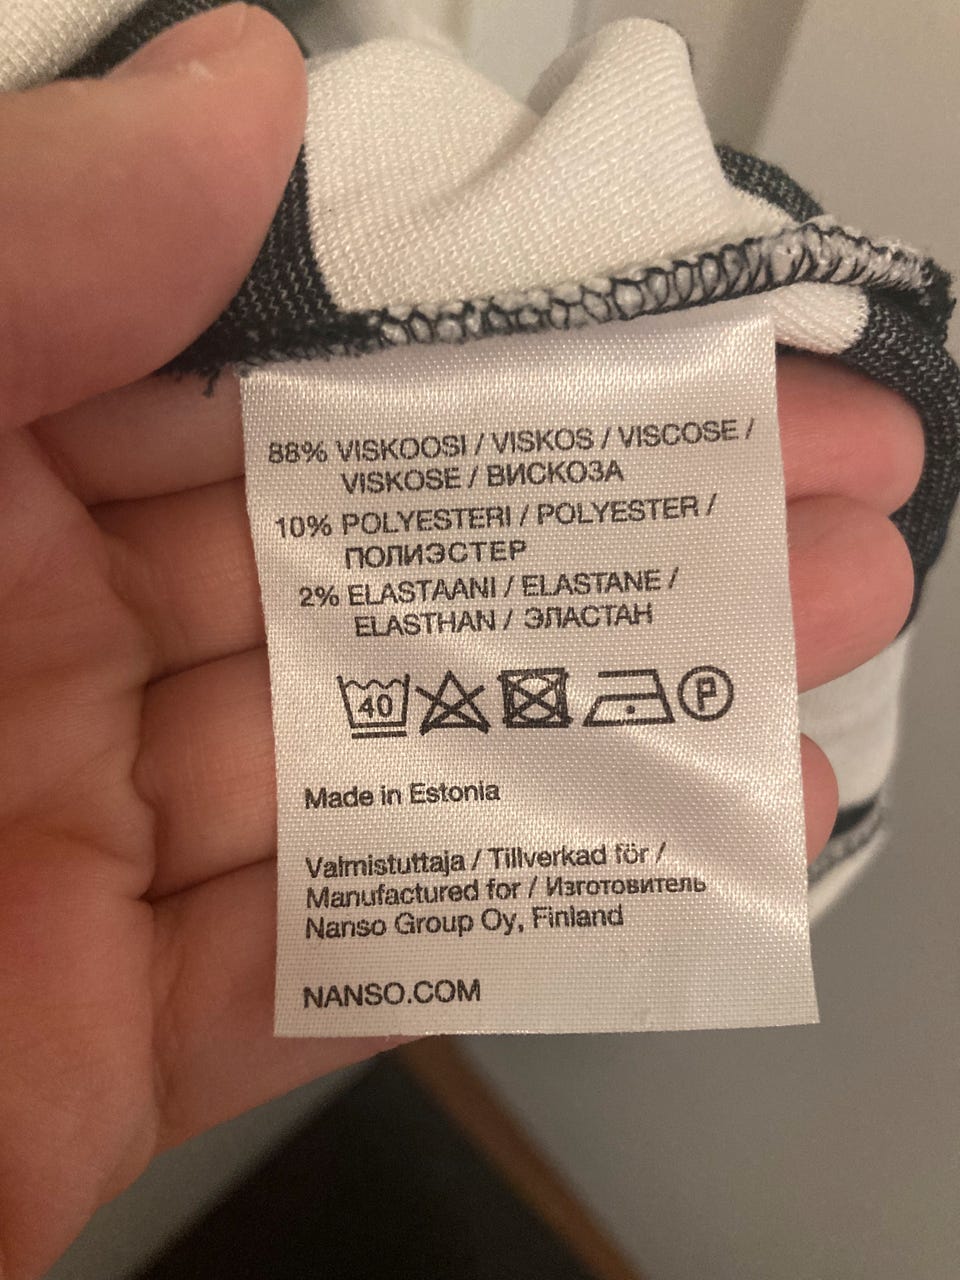 88% VISKOOSI / VISKOS / VISCOSE /
VISKOSE / ВИСКОЗА
10% POLYESTERI / POLYESTER /
ПОЛИЭСТЕР
2% ELASTAANI / ELASTANE /
ELASTHAN / ЭЛАСТАН
40 P
Made in Estonia
Valmistuttaja / Tillverkad för /
Manufactured for / Изготовитель
Nanso Group Oy, Finland
NANSO.COM